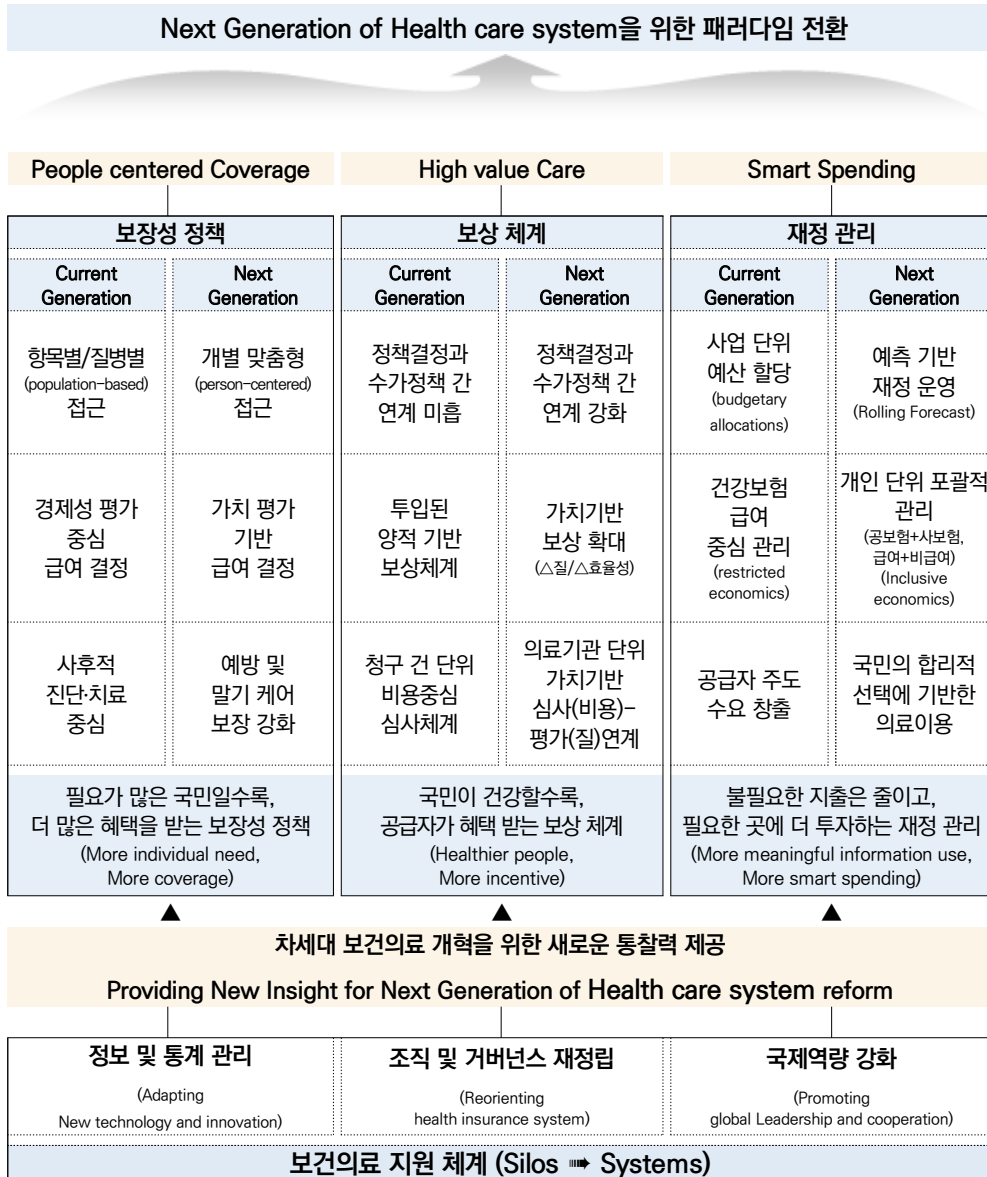 Next Generation of Health care system을 위한 패러다임 전환
People centered Coverage
보장성 정책
Current
Generation
Next
Generation
항목별/질병별
(population-based)
접근
개별 맞춤형
(person-centered)
접근
경제성 평가
중심
급여 결정
가치 평가
기반
급여 결정
사후적
진단·치료
중심
예방 및
말기 케어
보장 강화
필요가 많은 국민일수록,
더 많은 혜택을 받는 보장성 정책
(More individual need,
More coverage)
High value Care
보상 체계
Current
Generation
Next
Generation
정책결정과
수가정책 간
연계 미흡
정책결정과
수가정책 간
연계 강화
투입된
양적 기반
보상체계
가치기반
보상 확대
(△질/△효율성)
청구 건 단위
비용중심
심사체계
의료기관 단위
가치기반
심사(비용)-
평가(질)연계
국민이 건강할수록,
공급자가 혜택 받는 보상 체계
(Healthier people,
More incentive)
Smart Spending
재정 관리
Current
Generation
Next
Generation
사업 단위
예산 할당
(budgetary
allocations)
예측 기반
재정 운영
(Rolling Forecast)
건강보험
급여
중심 관리
(restricted
economics)
개인 단위 포괄적
관리
(공보험+사보험,
급여+비급여)
(Inclusive
economics)
공급자 주도
수요 창출
국민의 합리적
선택에 기반한
의료이용
불필요한 지출은 줄이고,
필요한 곳에 더 투자하는 재정 관리
(More meaningful information use,
More smart spending)
▲ ▲ ▲
차세대 보건의료 개혁을 위한 새로운 통찰력 제공
Providing New Insight for Next Generation of Health care system reform
정보 및 통계 관리
(Adapting
New technology and innovation)
조직 및 거버넌스 재정립
(Reorienting
health insurance system)
국제역량 강화
(Promoting
global Leadership and cooperation)
보건의료 지원 체계 (Silos ➠ Systems)